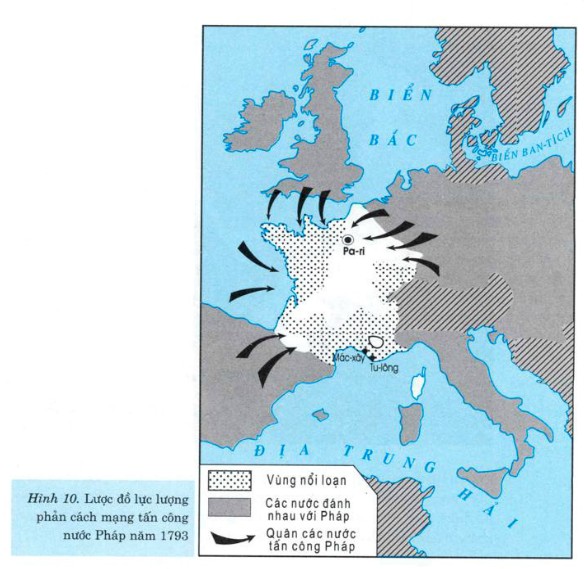 BIỂN
BẮC
BIỂN BAN-TÍCH
Pa-ri
Mác-xây
Tu-lông
ĐỊA TRUNG HẢI
Vùng nổi loạn
Các nước đánh
nhau với Pháp
Quân các nước
tấn công Pháp
Hình 10. Lược đồ lực lượng
phản cách mạng tấn công
nước Pháp năm 1793